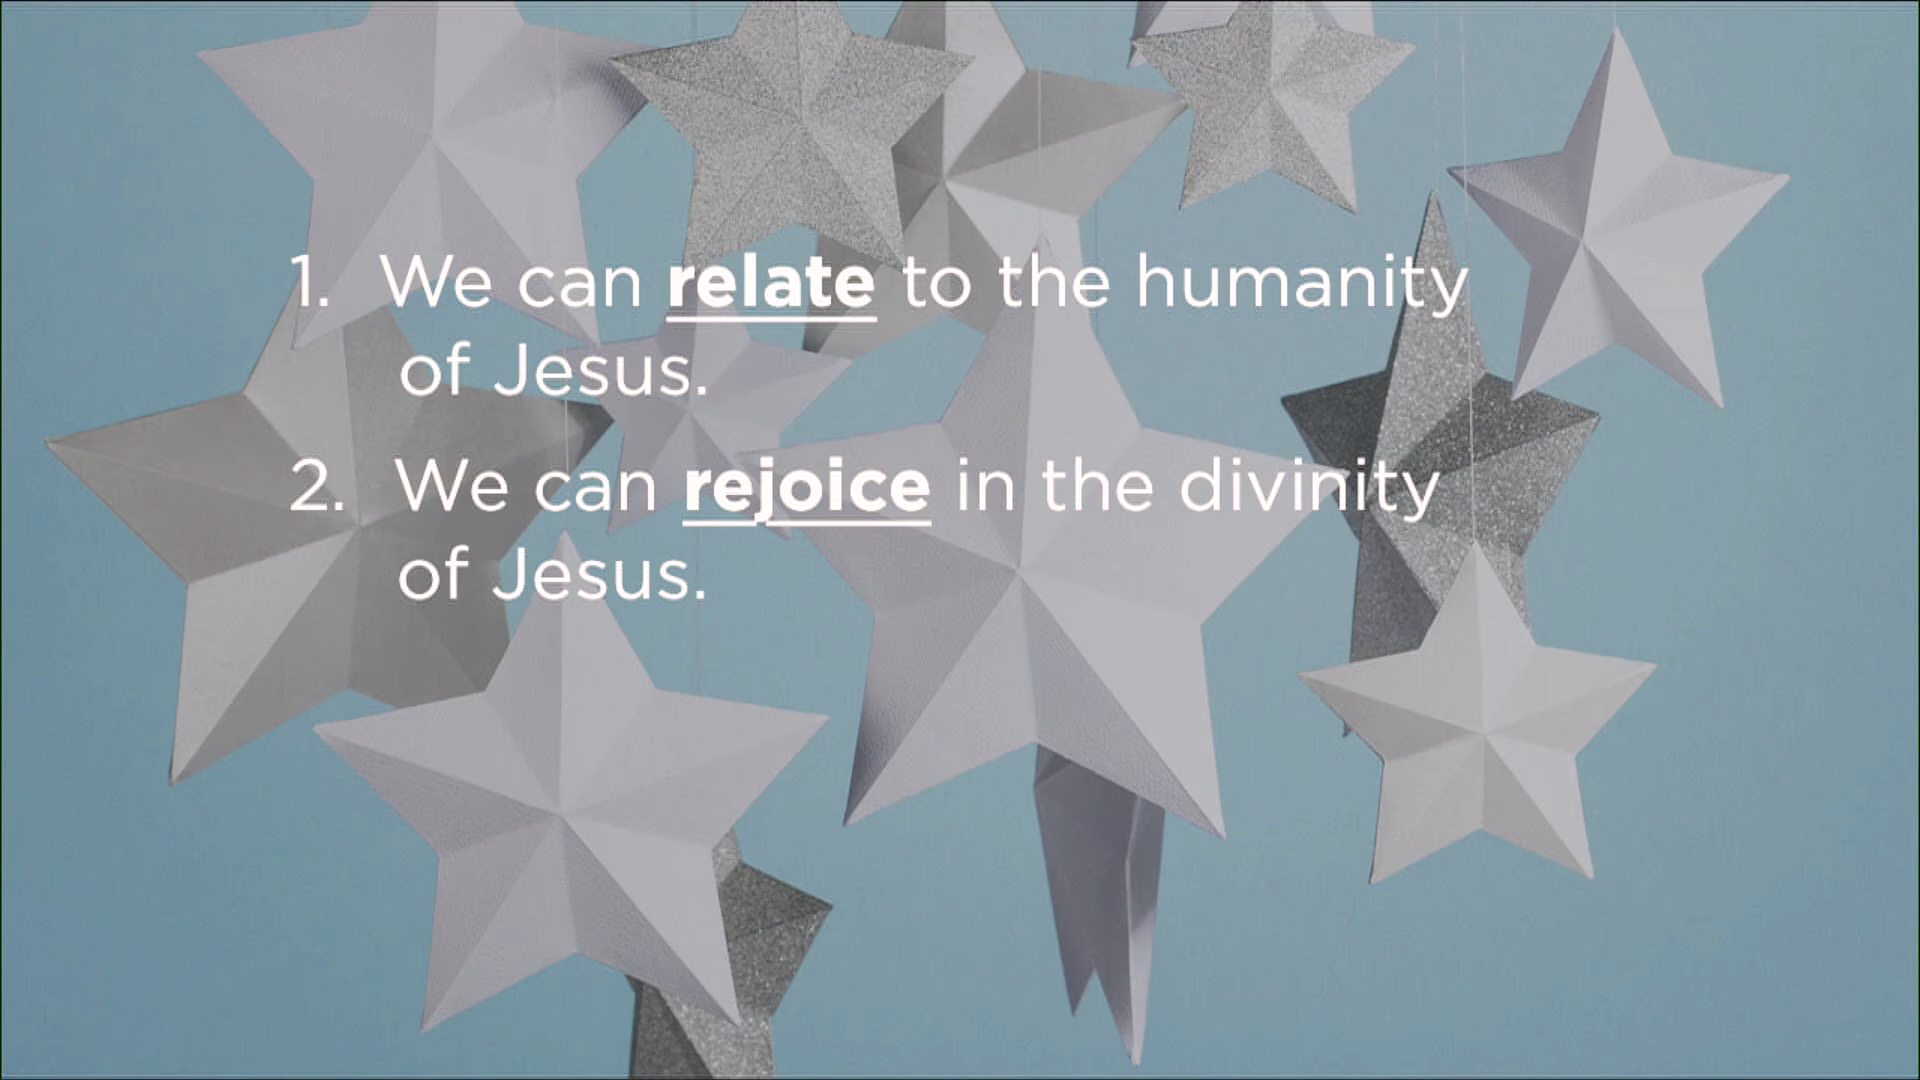 1. We can relate to the humanity
of Jesus.
2. We can rejoice in the divinity
of Jesus.